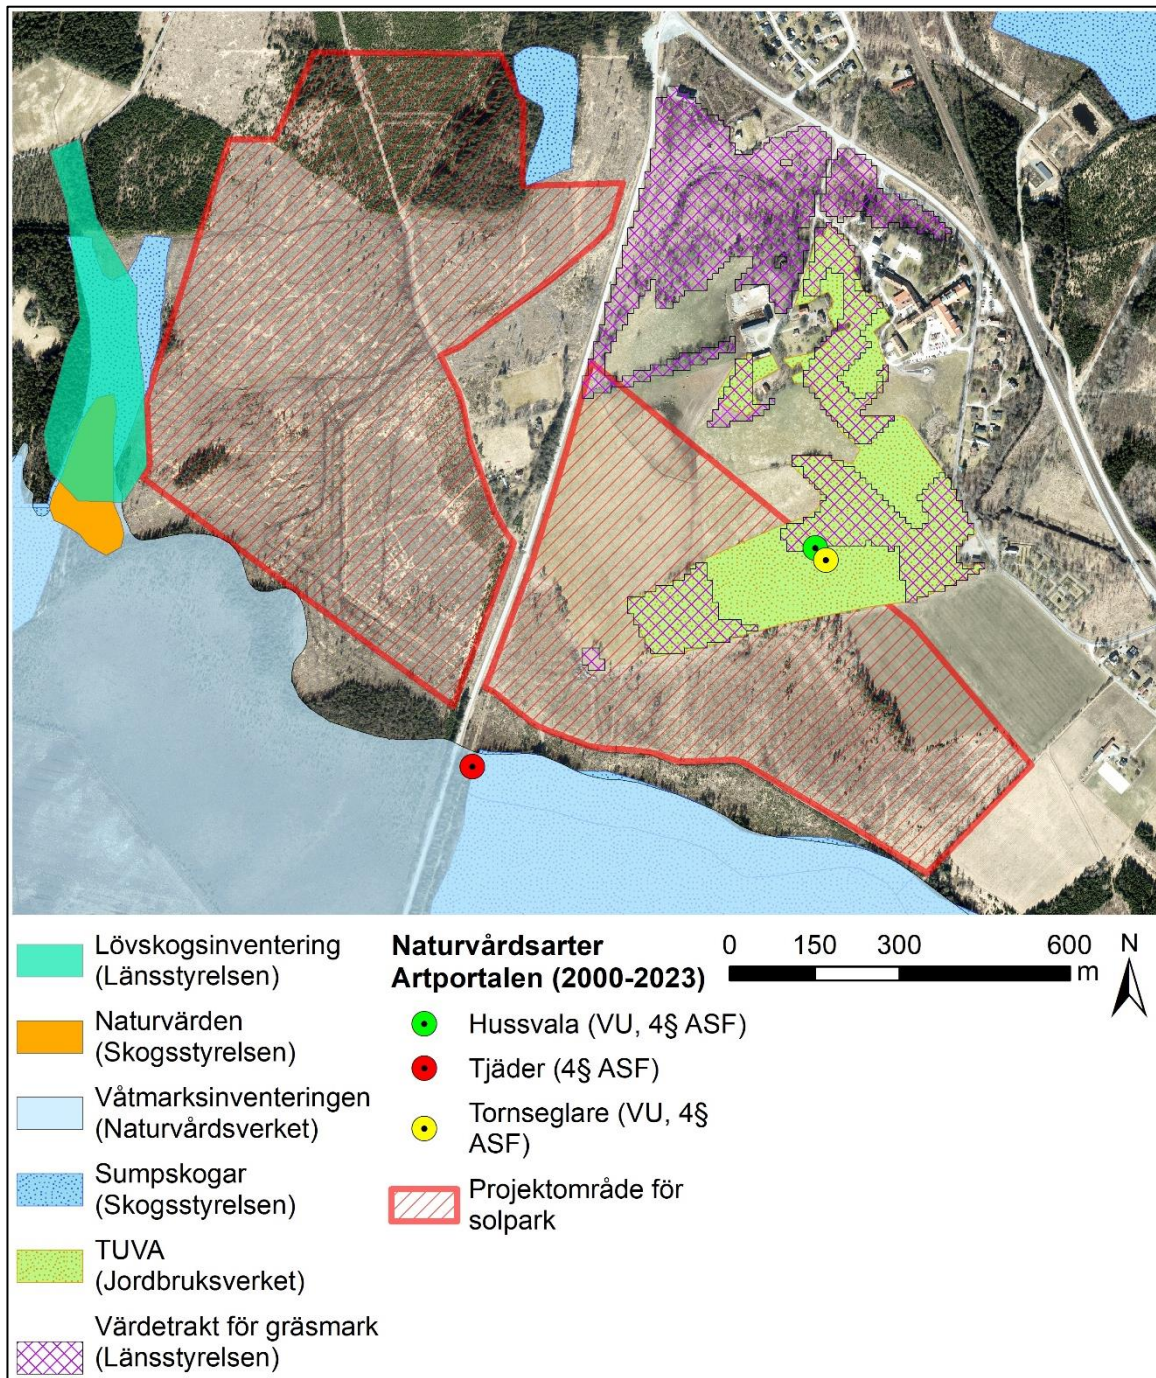 Lövskogsinventering
(Länsstyrelsen)
Naturvärden
(Skogsstyrelsen)
Våtmarksinventeringen
(Naturvårdsverket)
Sumpskogar
(Skogsstyrelsen)
TUVA
(Jordbruksverket)
Värdetrakt för gräsmark
(Länsstyrelsen)
Naturvårdsarter
Artportalen (2000-2023)
Hussvala (VU, 4§ ASF)
Tjäder (4§ ASF)
Tornseglare (VU, 4§
ASF)
Projektområde för
solpark
0 150 300 600
m
N